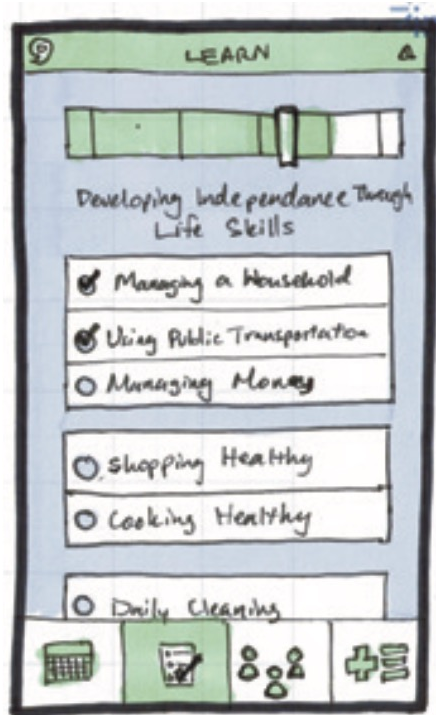 LEARN
Developing Independance Through
Life Skills
Managing a Household
Using Public Transportation
Managing Money
Shopping Healthy
Cooking Healthy
Daily Cleaning